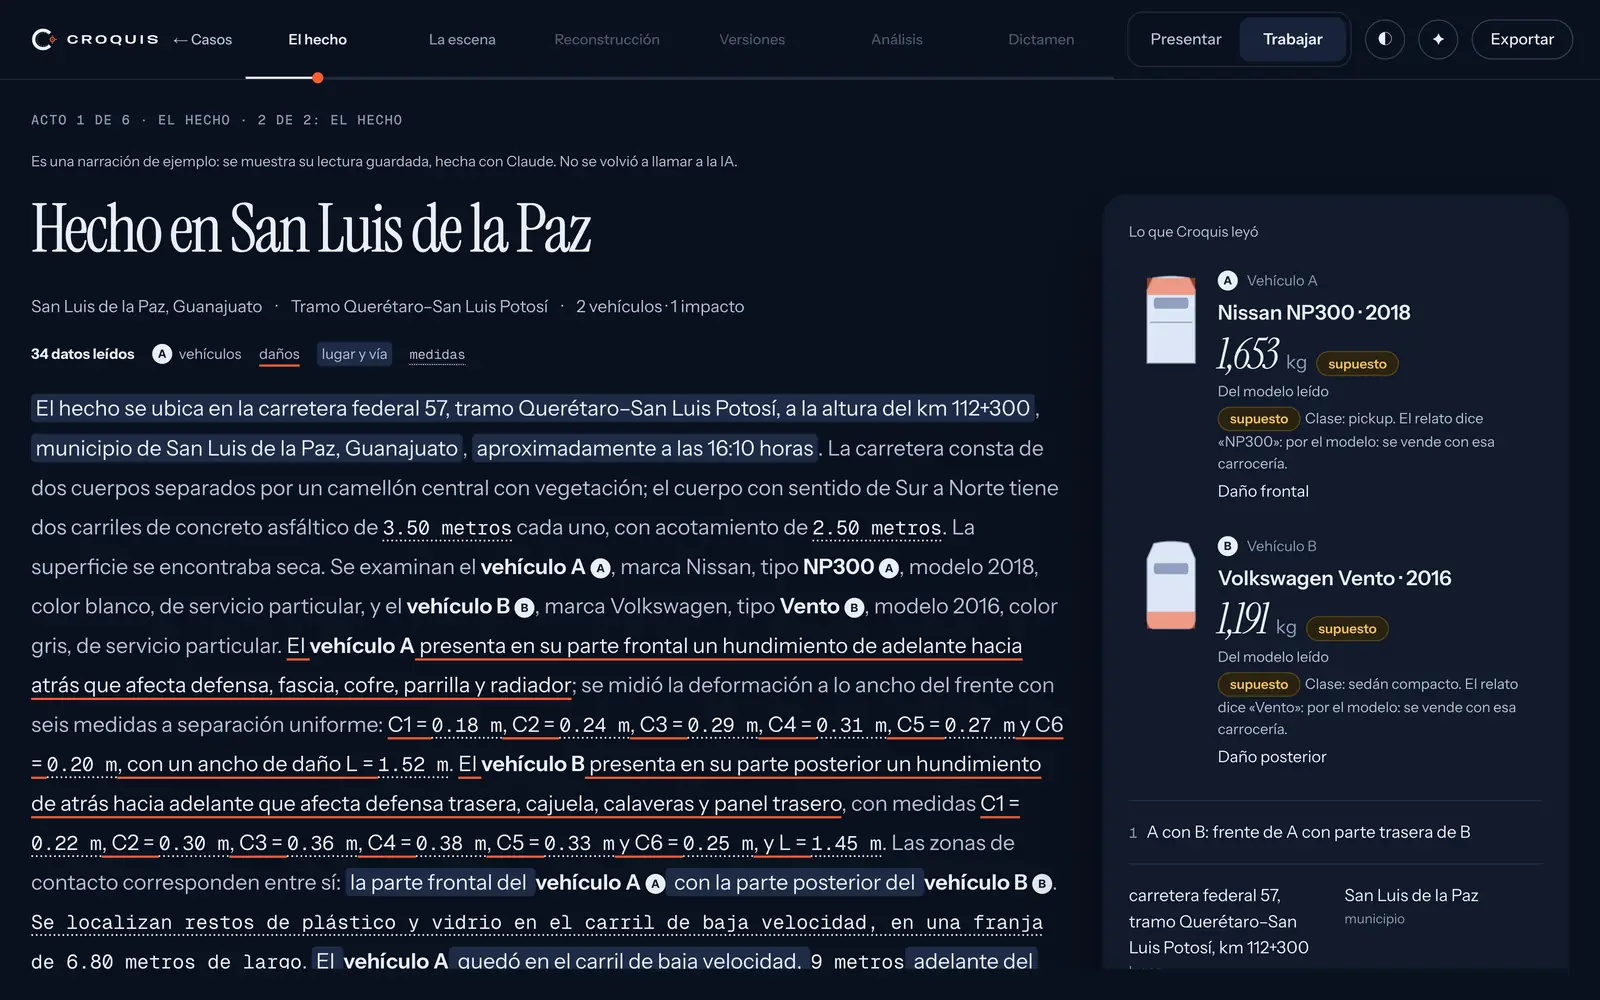 CROQUIS
← Casos
El hecho
La escena
Reconstrucción
Versiones
Análisis
Dictamen
Presentar
Trabajar
Exportar
ACTO 1 DE 6 · EL HECHO · 2 DE 2: EL HECHO
Es una narración de ejemplo: se muestra su lectura guardada, hecha con Claude. No se volvió a llamar a la IA.
Hecho en San Luis de la Paz
San Luis de la Paz, Guanajuato · Tramo Querétaro–San Luis Potosí · 2 vehículos · 1 impacto
34 datos leídos A vehículos daños lugar y vía medidas
El hecho se ubica en la carretera federal 57, tramo Querétaro–San Luis Potosí, a la altura del km 112+300,
municipio de San Luis de la Paz, Guanajuato, aproximadamente a las 16:10 horas. La carretera consta de
dos cuerpos separados por un camellón central con vegetación; el cuerpo con sentido de Sur a Norte tiene
dos carriles de concreto asfáltico de 3.50 metros cada uno, con acotamiento de 2.50 metros. La
superficie se encontraba seca. Se examinan el vehículo A A, marca Nissan, tipo NP300 A, modelo 2018,
color blanco, de servicio particular, y el vehículo B B, marca Volkswagen, tipo Vento B, modelo 2016, color
gris, de servicio particular. El vehículo A presenta en su parte frontal un hundimiento de adelante hacia
atrás que afecta defensa, fascia, cofre, parrilla y radiador; se midió la deformación a lo ancho del frente con
seis medidas a separación uniforme: C1 = 0.18 m, C2 = 0.24 m, C3 = 0.29 m, C4 = 0.31 m, C5 = 0.27 m y C6
= 0.20 m, con un ancho de daño L = 1.52 m. El vehículo B presenta en su parte posterior un hundimiento
de atrás hacia adelante que afecta defensa trasera, cajuela, calaveras y panel trasero, con medidas C1 =
0.22 m, C2 = 0.30 m, C3 = 0.36 m, C4 = 0.38 m, C5 = 0.33 m y C6 = 0.25 m, y L = 1.45 m. Las zonas de
contacto corresponden entre sí: la parte frontal del vehículo A A con la parte posterior del vehículo B B.
Se localizan restos de plástico y vidrio en el carril de baja velocidad, en una franja
de 6.80 metros de largo. El vehículo A quedó en el carril de baja velocidad, 9 metros adelante del
Lo que Croquis leyó
A Vehículo A
Nissan NP300 · 2018
1,653 kg supuesto
Del modelo leído
supuesto Clase: pickup. El relato dice
«NP300»: por el modelo: se vende con esa
carrocería.
Daño frontal
B Vehículo B
Volkswagen Vento · 2016
1,191 kg supuesto
Del modelo leído
supuesto Clase: sedán compacto. El relato
dice «Vento»: por el modelo: se vende con esa
carrocería.
Daño posterior
1 A con B: frente de A con parte trasera de B
carretera federal 57,
tramo Querétaro–San
Luis Potosí, km 112+300
San Luis de la Paz
municipio